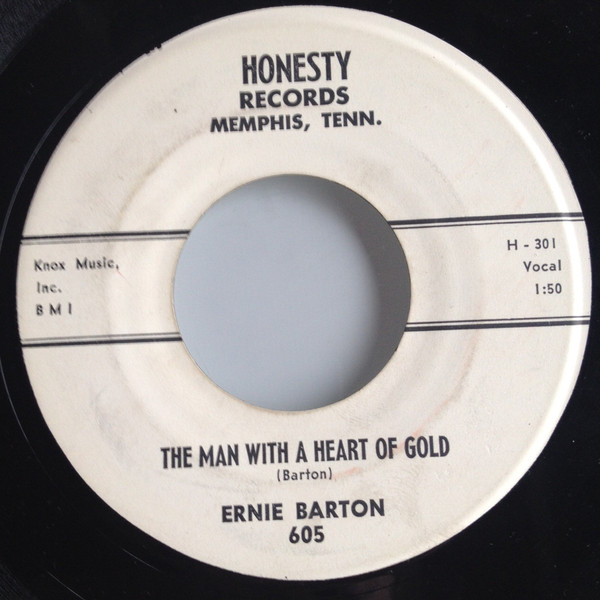 HONESTY
RECORDS
MEMPHIS, TENN.
Knox Music,
Inc.
B M I
H - 301
Vocal
1:50
THE MAN WITH A HEART OF GOLD
(Barton)
ERNIE BARTON
605